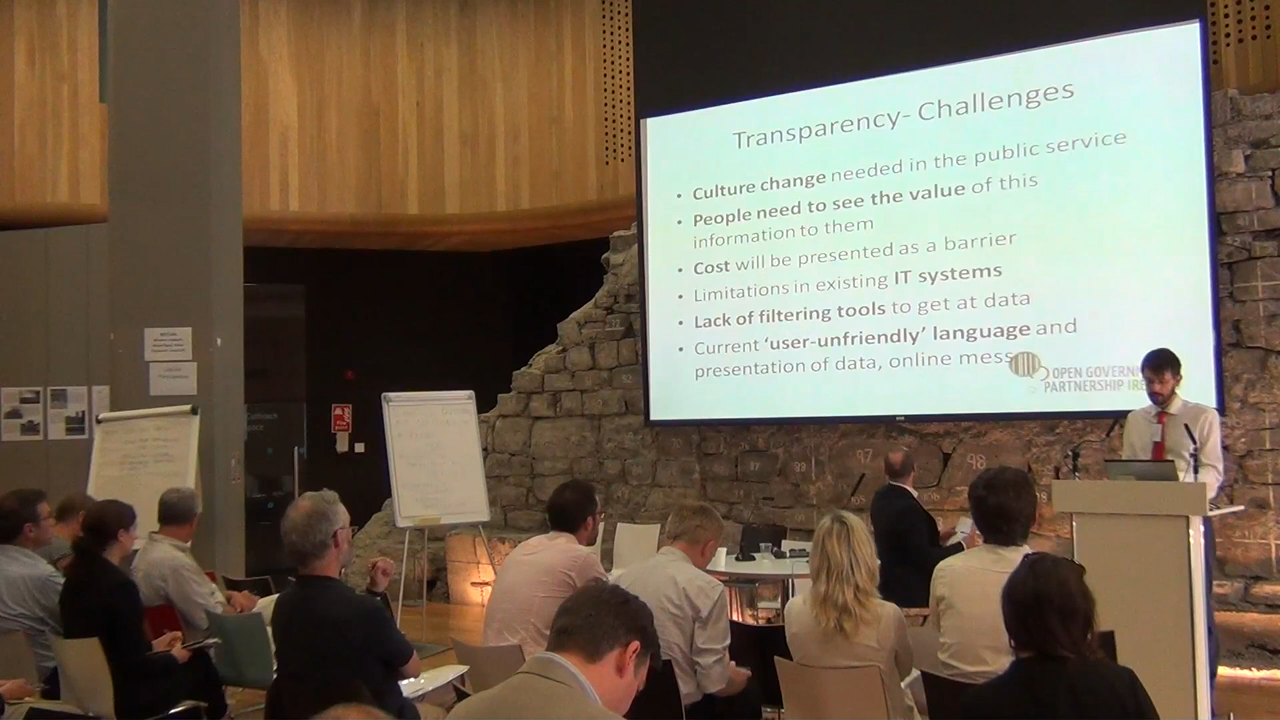 Transparency- Challenges
• Culture change needed in the public service
• People need to see the value of this
information to them
• Cost will be presented as a barrier
• Limitations in existing IT systems
• Lack of filtering tools to get at data
• Current ‘user-unfriendly’ language and
presentation of data, online mess
OPEN GOVERN
PARTNERSHIP IRE
97
98